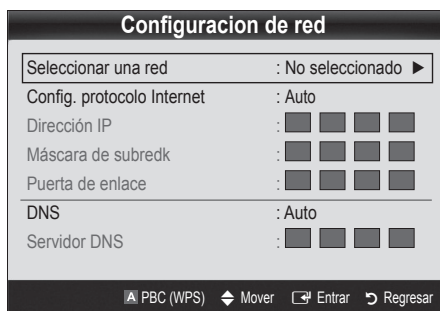 Configuracion de red
Seleccionar una red : No seleccionado ►
Config. protocolo Internet : Auto
Dirección IP :
Máscara de subredk :
Puerta de enlace :
DNS : Auto
Servidor DNS :
A PBC (WPS) Mover Entrar Regresar